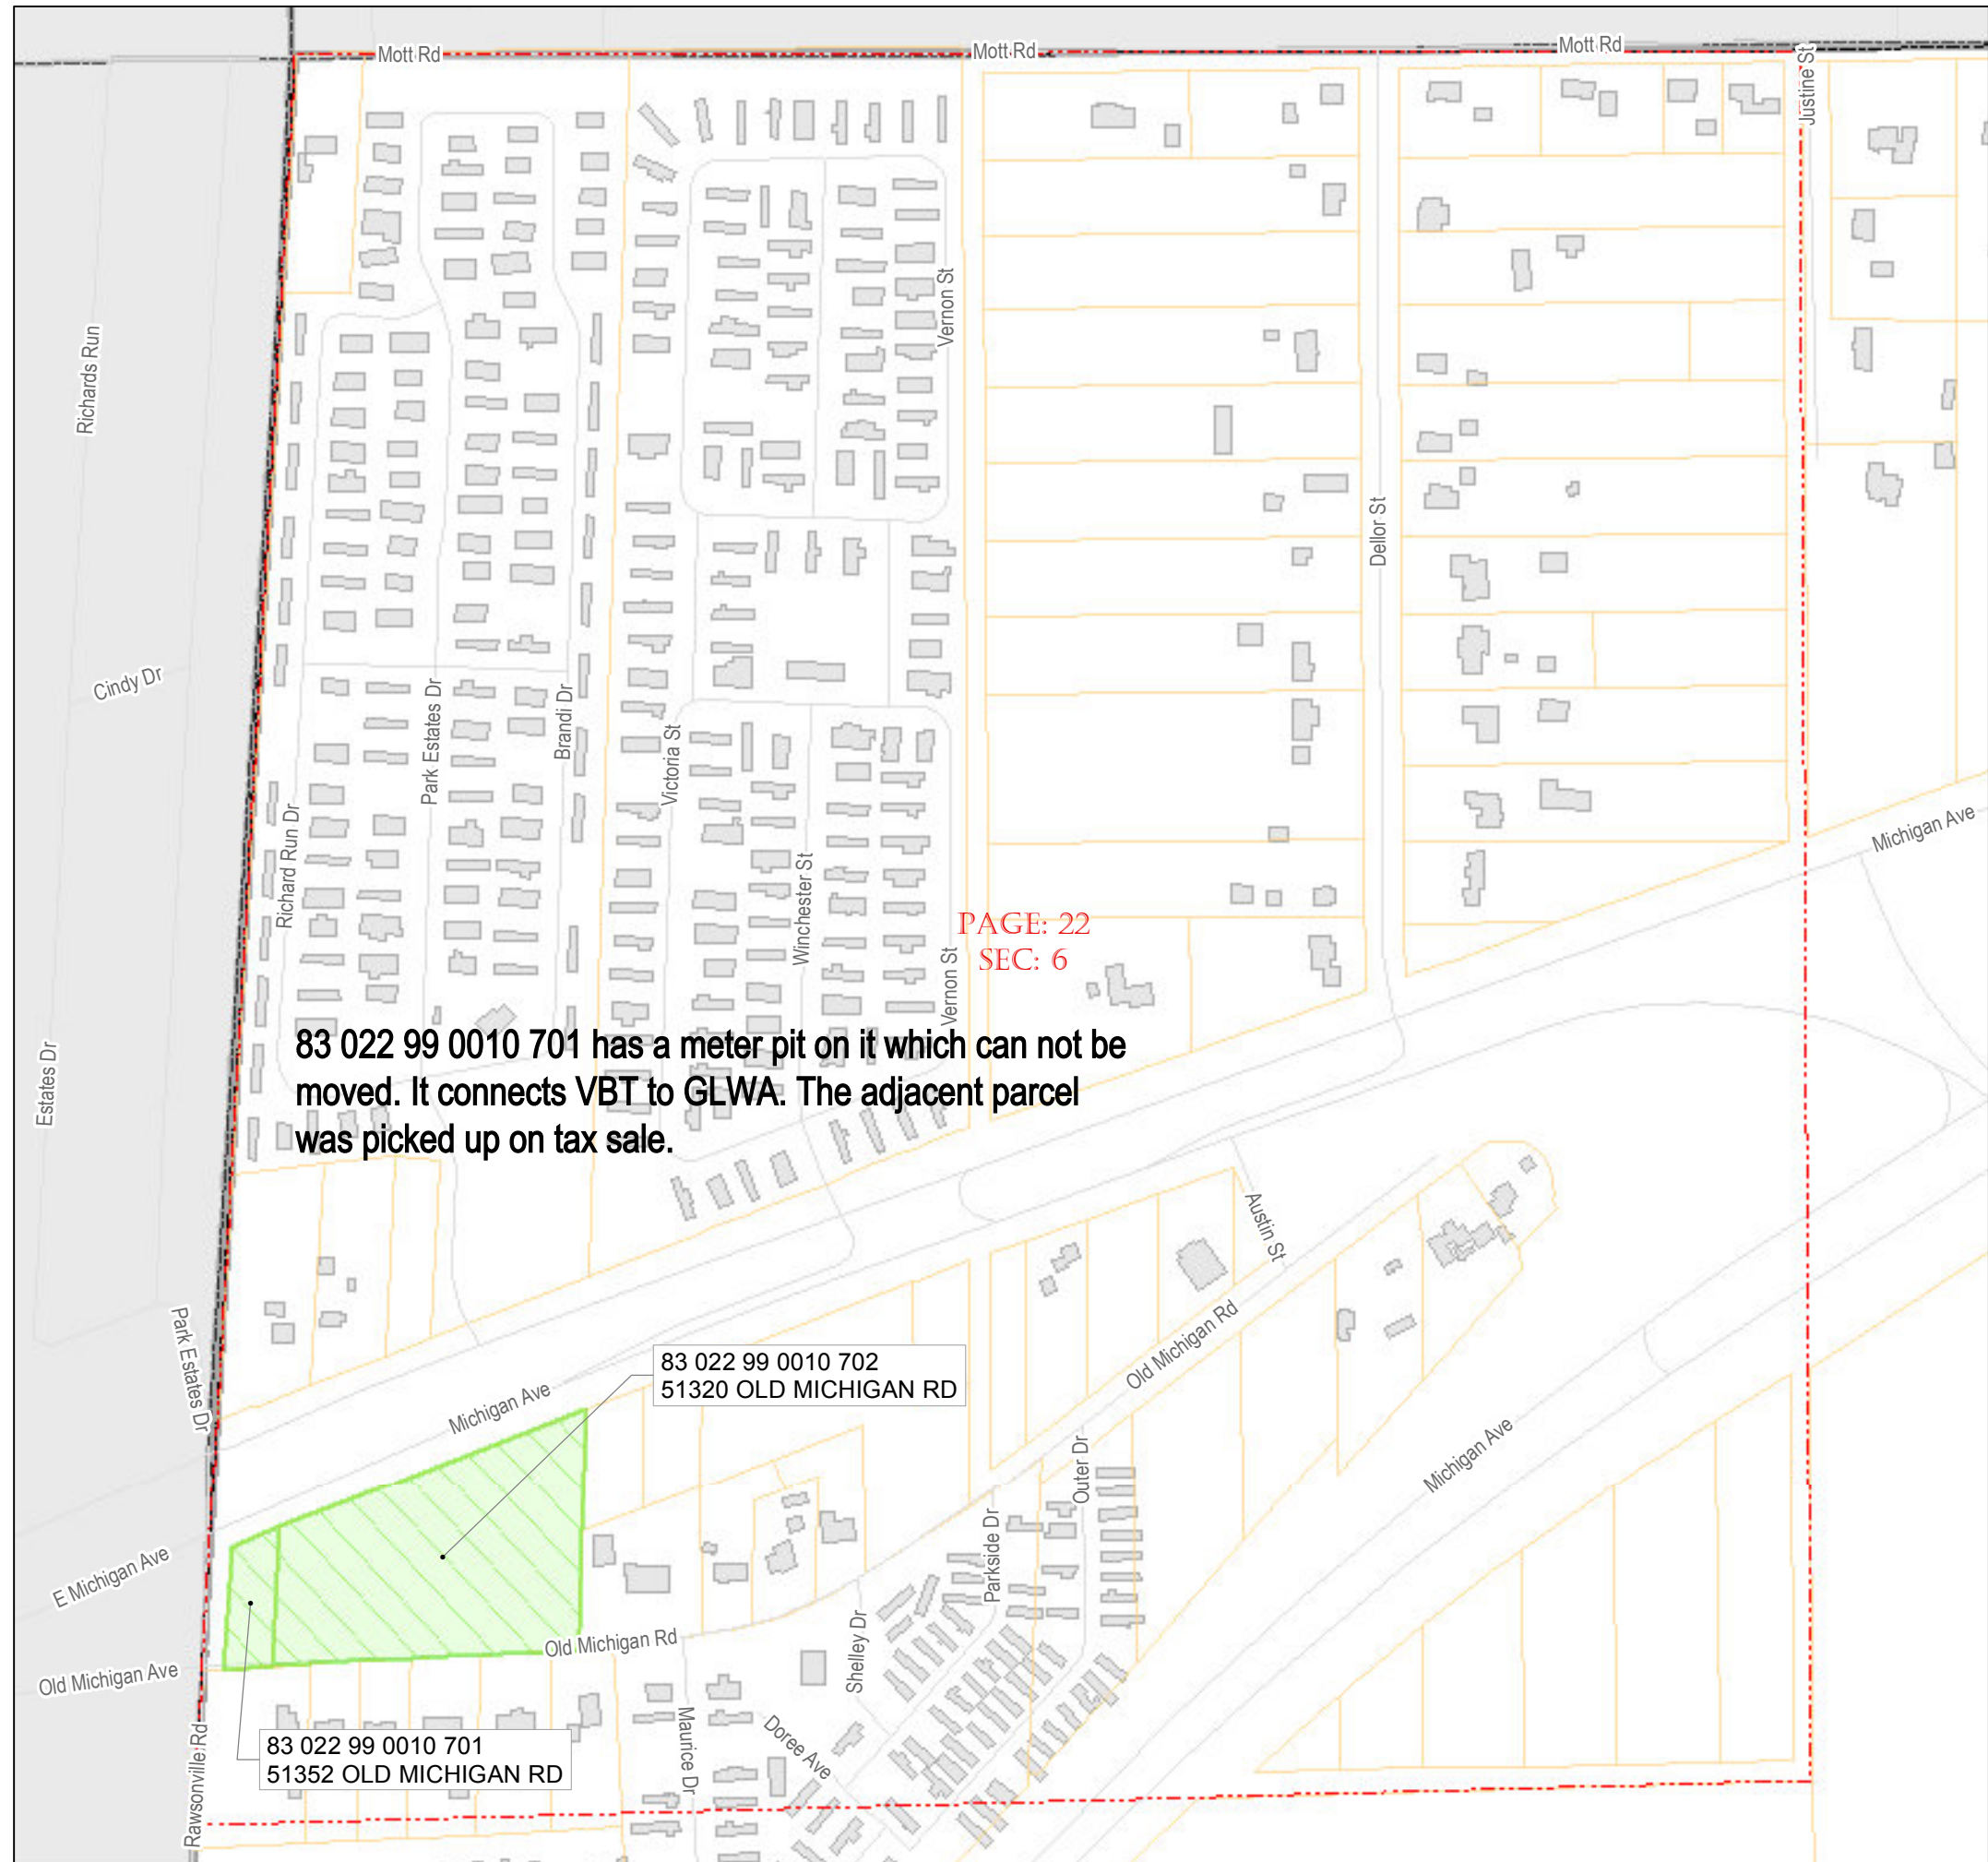 Mott Rd
Mott Rd
Mott Rd
Justine St
Richards Run
Vernon St
Dellor St
Cindy Dr
Park Estates Dr
Brandi Dr
Victoria St
Richard Run Dr
Winchester St
Michigan Ave
PAGE: 22
SEC: 6
Vernon St
83 022 99 0010 701 has a meter pit on it which can not be
moved. It connects VBT to GLWA. The adjacent parcel
was picked up on tax sale.
Estates Dr
Austin St
Park Estates Dr
Old Michigan Rd
83 022 99 0010 702
51320 OLD MICHIGAN RD
Michigan Ave
Michigan Ave
Outer Dr
Parkside Dr
E Michigan Ave
Shelley Dr
Old Michigan Rd
Old Michigan Ave
Maurice Dr
Doree Ave
Rawsonville Rd
83 022 99 0010 701
51352 OLD MICHIGAN RD